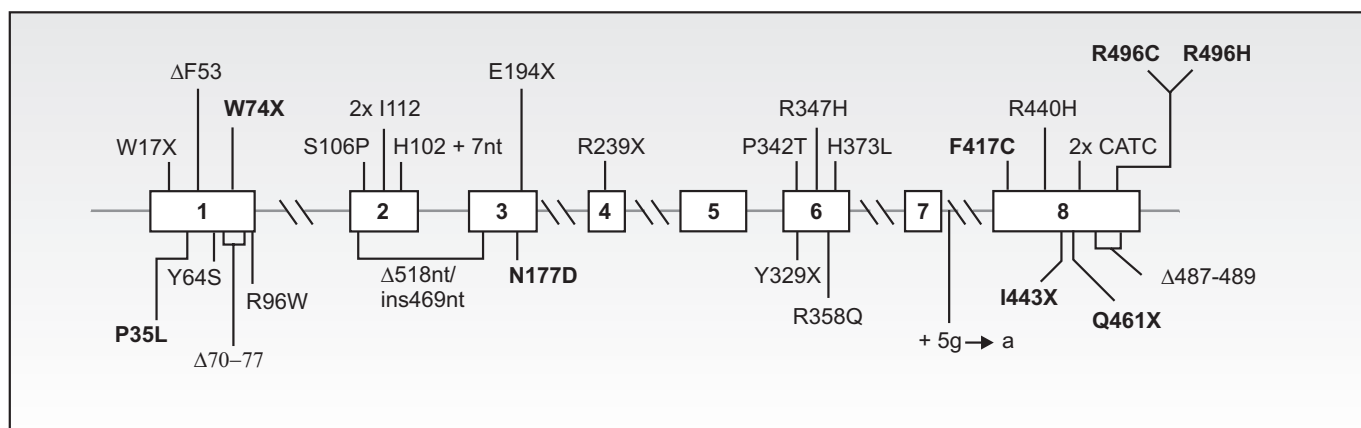 R496C R496H
ΔF53 E194X
W74X 2x I112 R347H R440H
W17X S106P H102 + 7nt R239X P342T H373L F417C 2x CATC
1 2 3 4 5 6 7 8
Y64S Δ518nt/ N177D Y329X Δ487-489
ins469nt
R96W I443X
P35L R358Q Q461X
Δ70–77 + 5g→ a